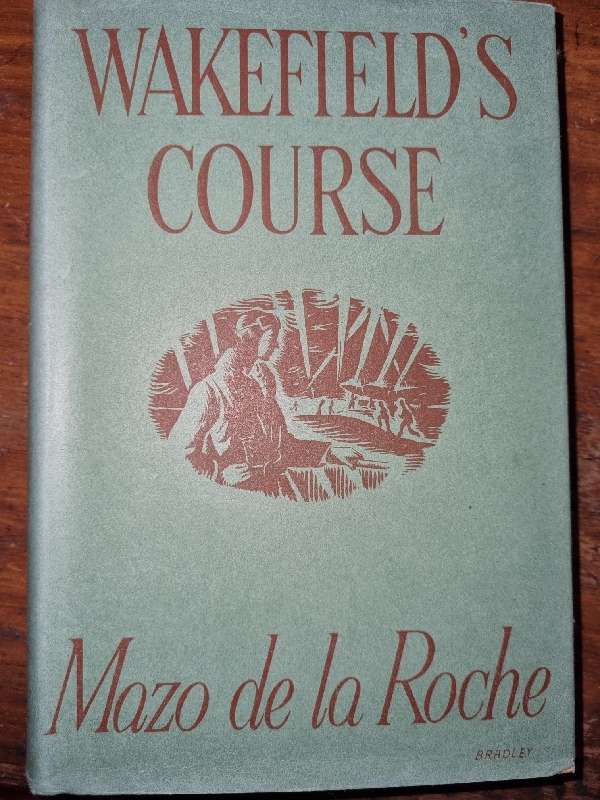 WAKEFIELD'S
COURSE
Mazo de la Roche
BRADLEY